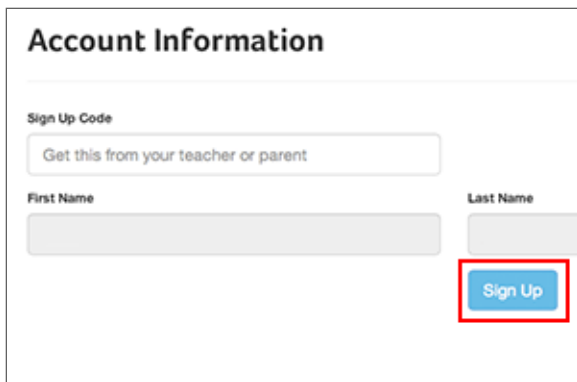 Account Information
Sign Up Code
Get this from your teacher or parent
First Name Last Name
Sign Up